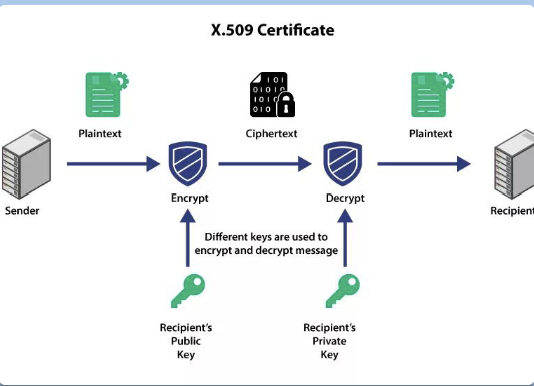 X.509 Certificate
Plaintext
Ciphertext
Plaintext
Sender
Encrypt
Decrypt
Recipient
Different keys are used to
encrypt and decrypt message
Recipient's
Public
Key
Recipient's
Private
Key